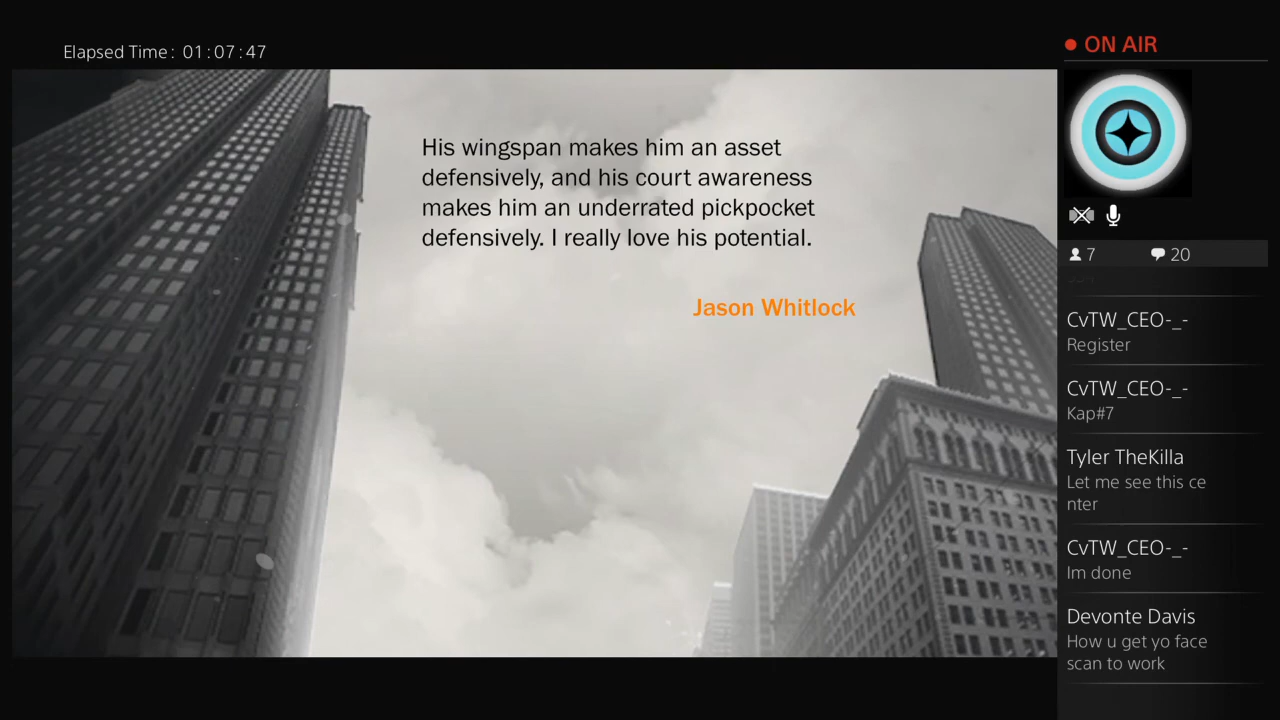 Elapsed Time: 01:07:47
ON AIR
His wingspan makes him an asset
defensively, and his court awareness
makes him an underrated pickpocket
defensively. I really love his potential.
Jason Whitlock
7
20
CvTW_CEO-_-
Register
CvTW_CEO-_-
Kap#7
Tyler TheKilla
Let me see this ce
nter
CvTW_CEO-_-
Im done
Devonte Davis
How u get yo face
scan to work